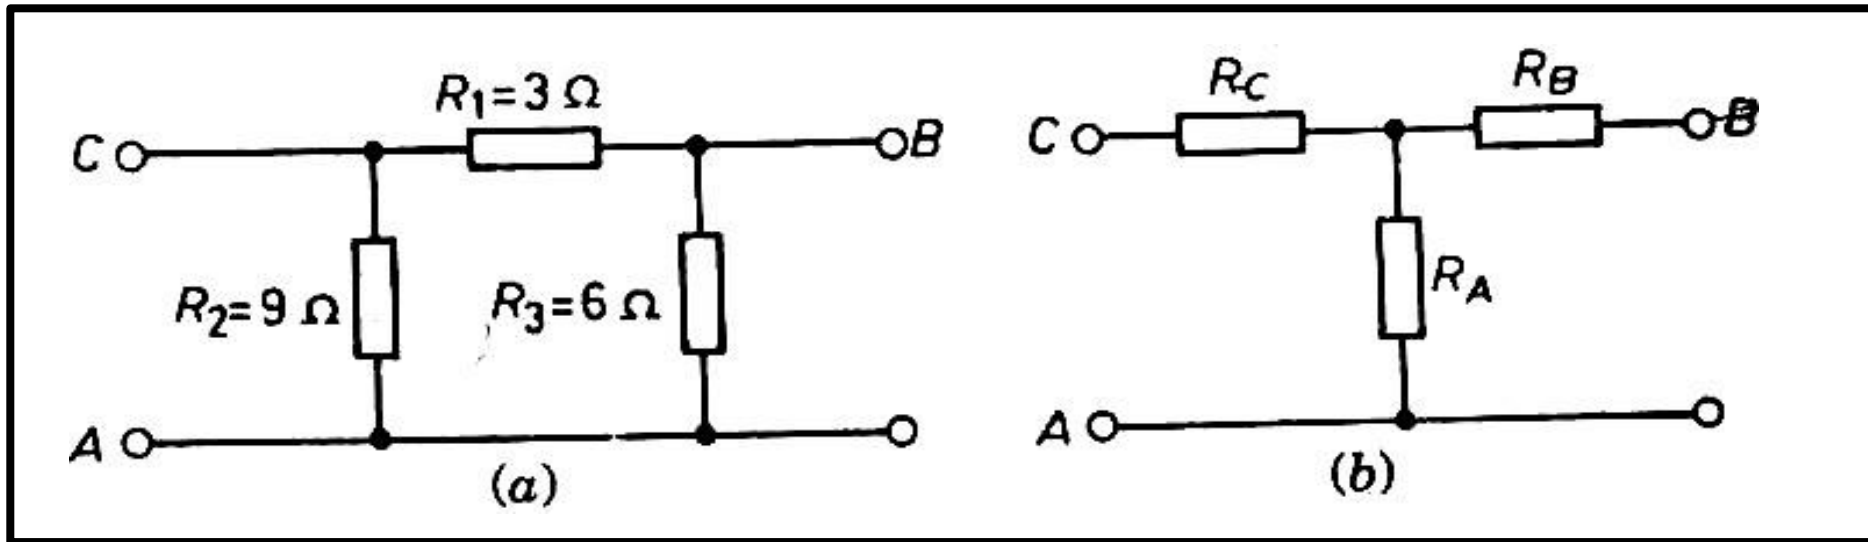 R1=3 Ω
C
B
R2=9 Ω
R3=6 Ω
A
(a)
RC
RB
C
B
RA
A
(b)